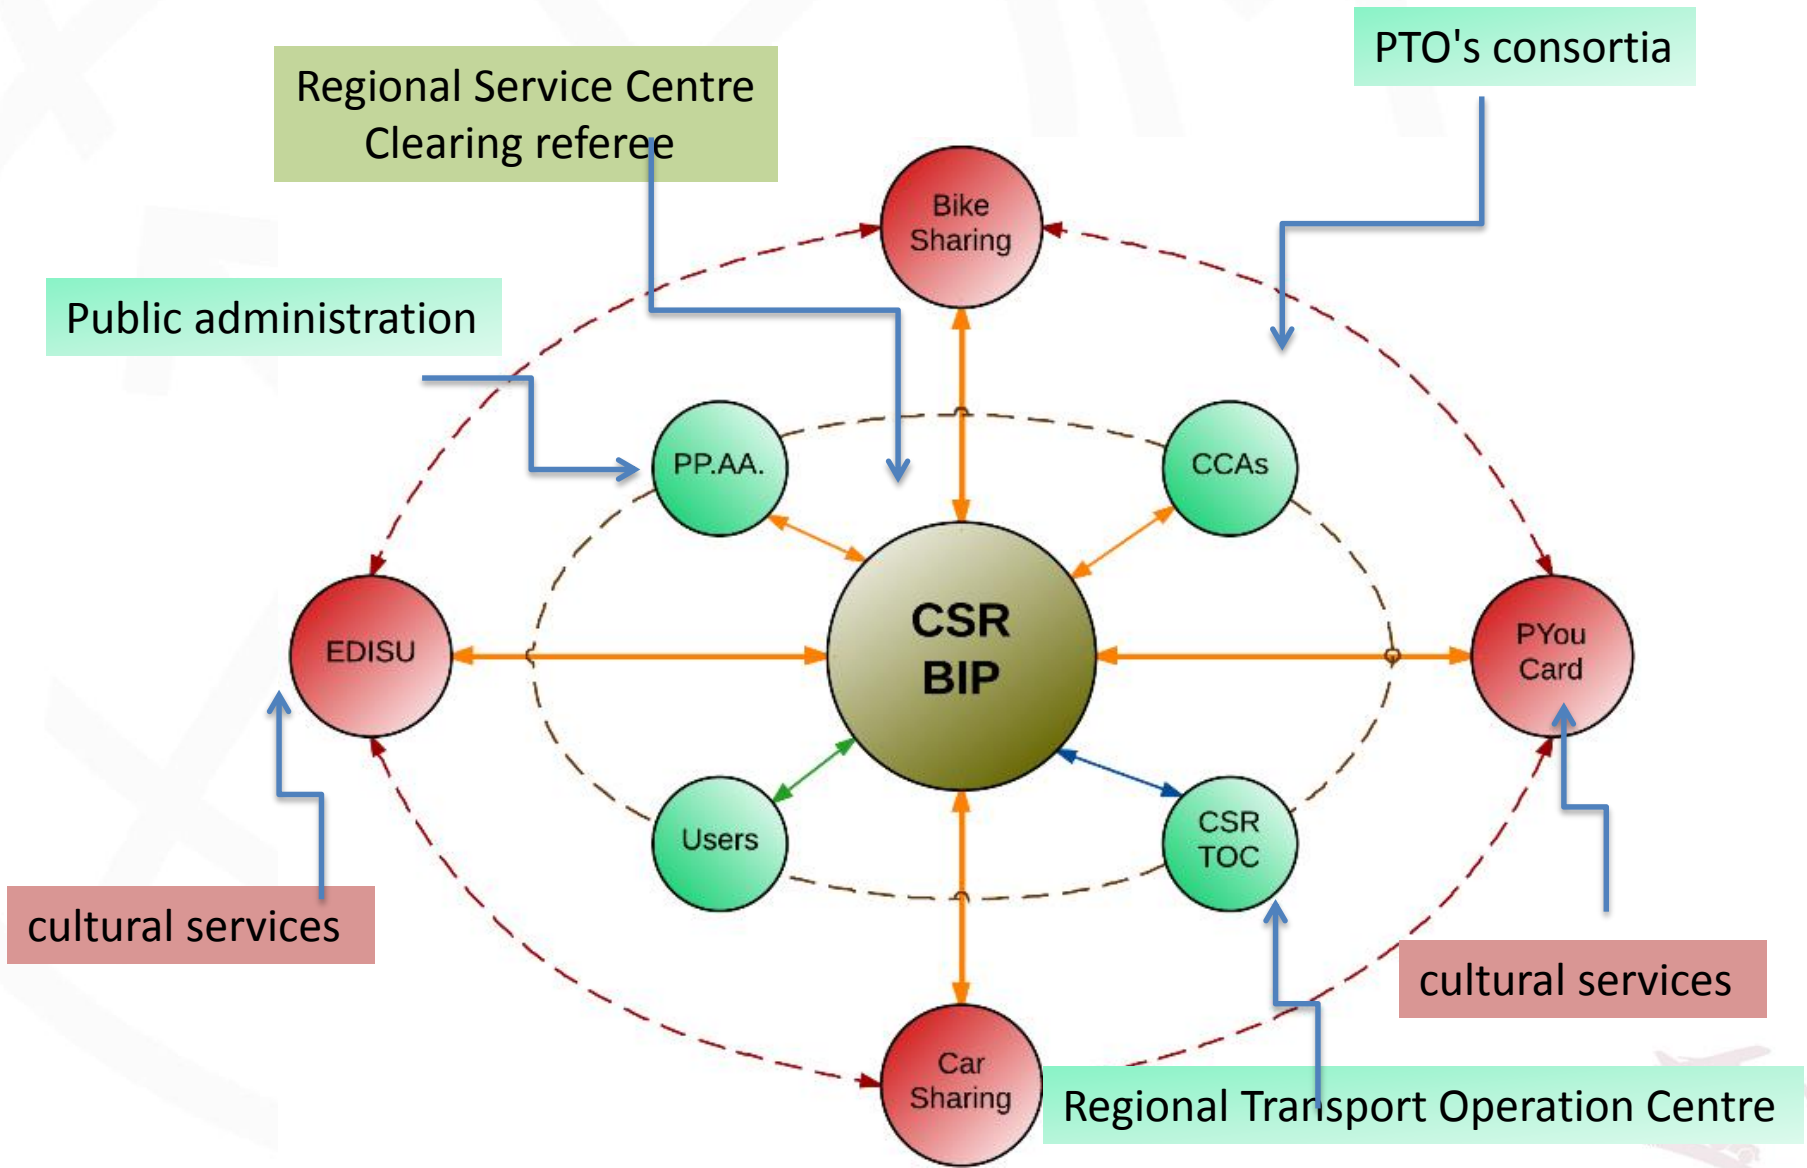 PTO's consortia
Regional Service Centre
Clearing referee
Bike
Sharing
Public administration
PP.AA.
CCAs
CSR
BIP
EDISU
PYou
Card
Users
CSR
TOC
cultural services
cultural services
Car
Sharing
Regional Transport Operation Centre